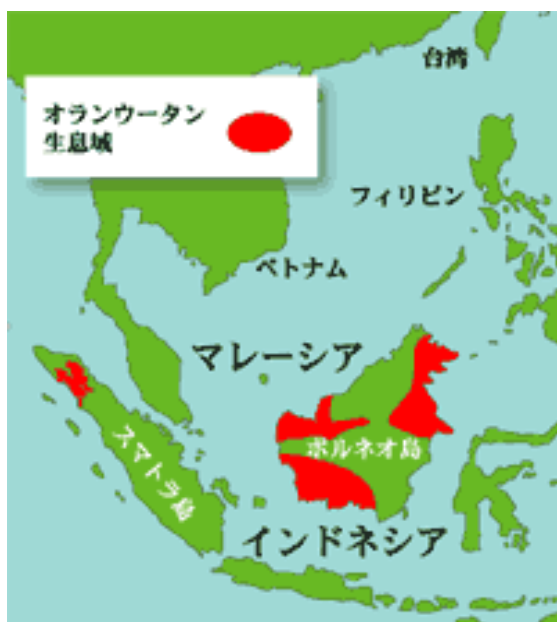 台湾
オランウータン
生息域
フィリピン
ベトナム
マレーシア
スマトラ島
ボルネオ島
インドネシア